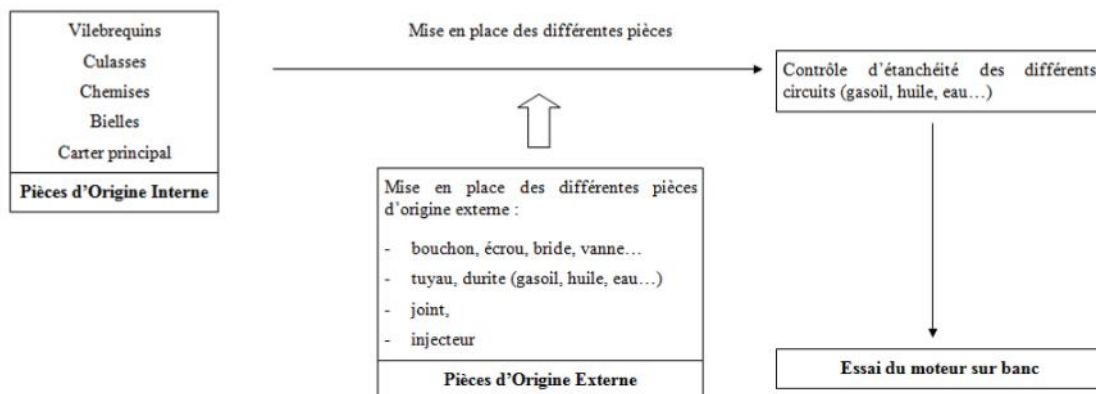 Vilebrequins
Culasses
Chemises
Bielles
Carter principal
Pièces d'Origine Interne
Mise en place des différentes pièces
Mise en place des différentes pièces
d'origine externe :
- bouchon, écrou, bride, vanne…
- tuyau, durite (gasoil, huile, eau…)
- joint,
- injecteur
Pièces d'Origine Externe
Contrôle d'étanchéité des différents
circuits (gasoil, huile, eau…)
Essai du moteur sur banc